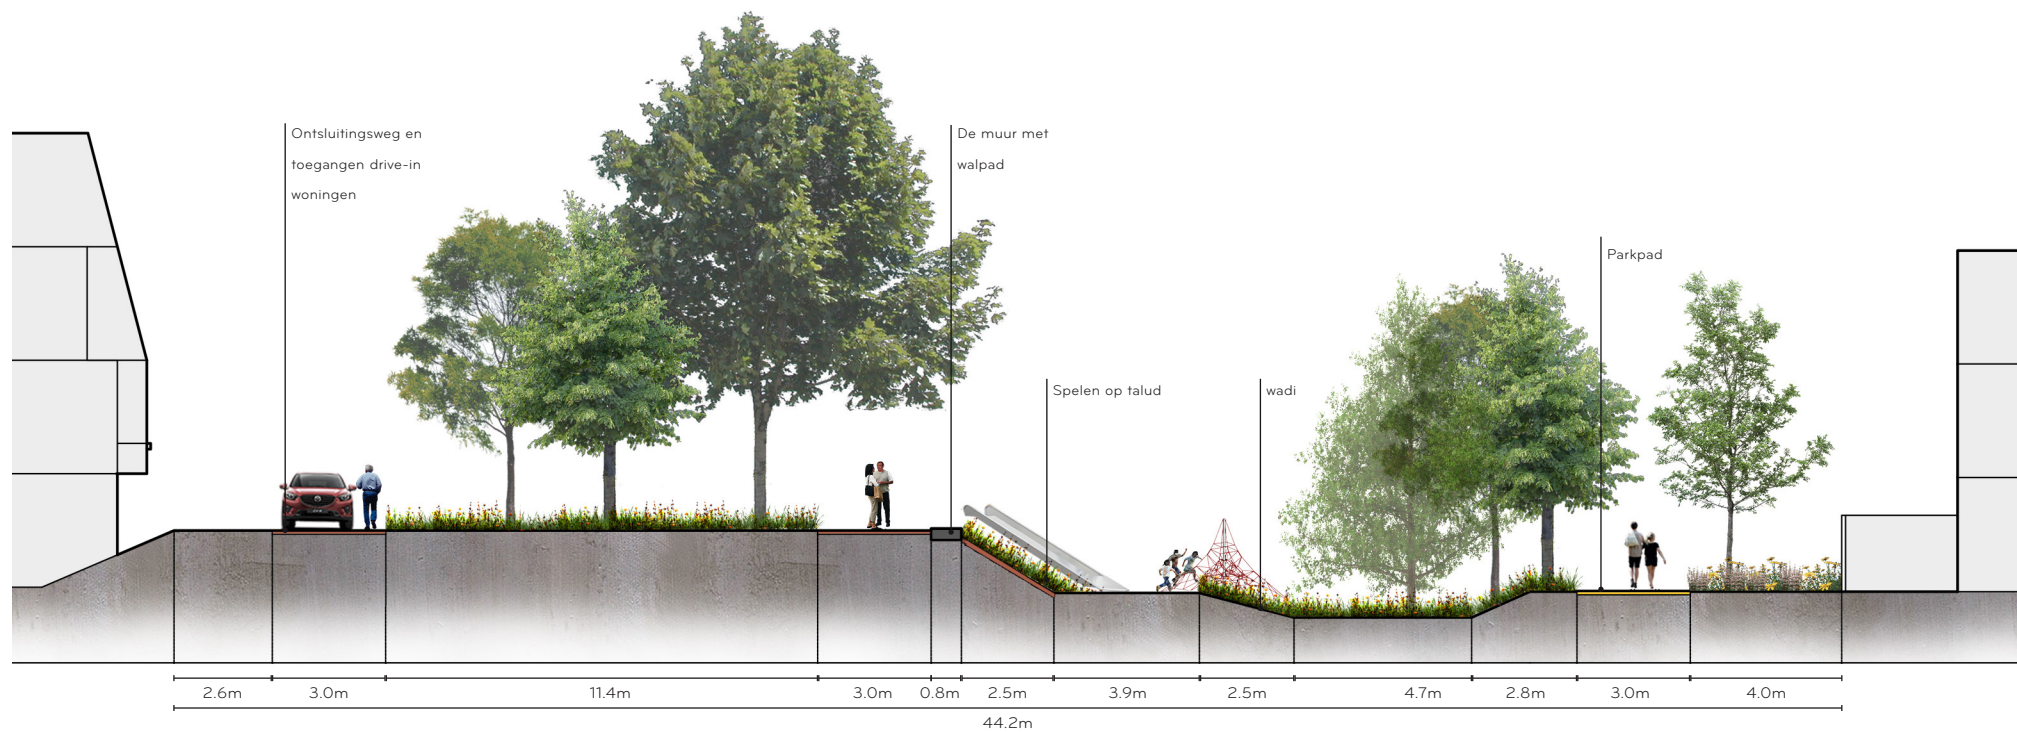 Ontsluitingsweg en
toegangen drive-in
woningen
De muur met
walpad
Parkpad
Spelen op talud
wadi
2.6m
3.0m
11.4m
3.0m
0.8m
2.5m
3.9m
2.5m
4.7m
2.8m
3.0m
4.0m
44.2m